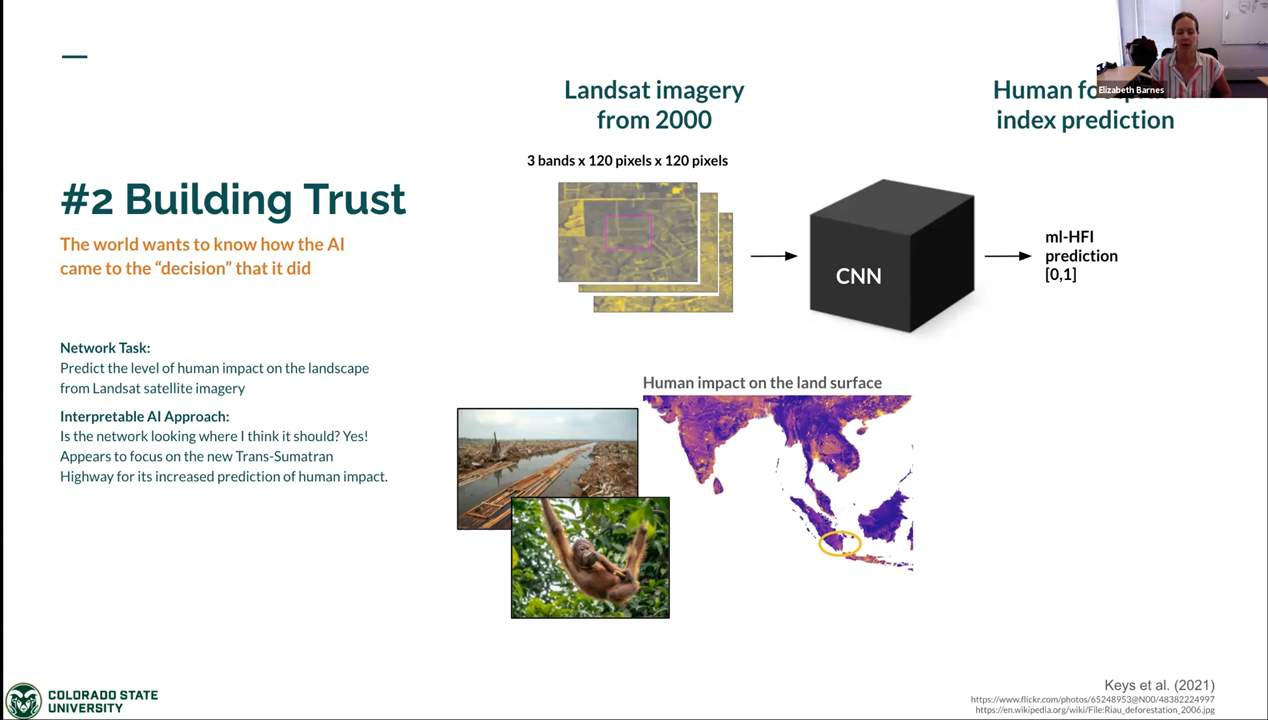 Landsat imagery
from 2000
Human fo
index prediction
Elizabeth Barnes
3 bands x 120 pixels x 120 pixels
#2 Building Trust
The world wants to know how the AI
came to the “decision” that it did
CNN
ml-HFI
prediction
[0,1]
Network Task:
Predict the level of human impact on the landscape
from Landsat satellite imagery
Interpretable AI Approach:
Is the network looking where I think it should? Yes!
Appears to focus on the new Trans-Sumatran
Highway for its increased prediction of human impact.
Human impact on the land surface
COLORADO STATE
UNIVERSITY
Keys et al. (2021)
https://www.flickr.com/photos/65248953@N00/48382224997
https://en.wikipedia.org/wiki/File:Riau_deforestation_2006.jpg